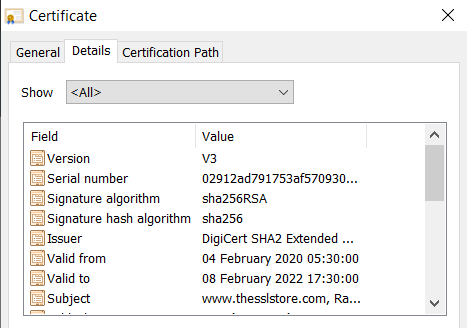 Certificate
General Details Certification Path
Show <All>
Field Value
Version V3
Serial number 02912ad791753af570930...
Signature algorithm sha256RSA
Signature hash algorithm sha256
Issuer DigiCert SHA2 Extended ...
Valid from 04 February 2020 05:30:00
Valid to 08 February 2022 17:30:00
Subject www.thesslstore.com, Ra...